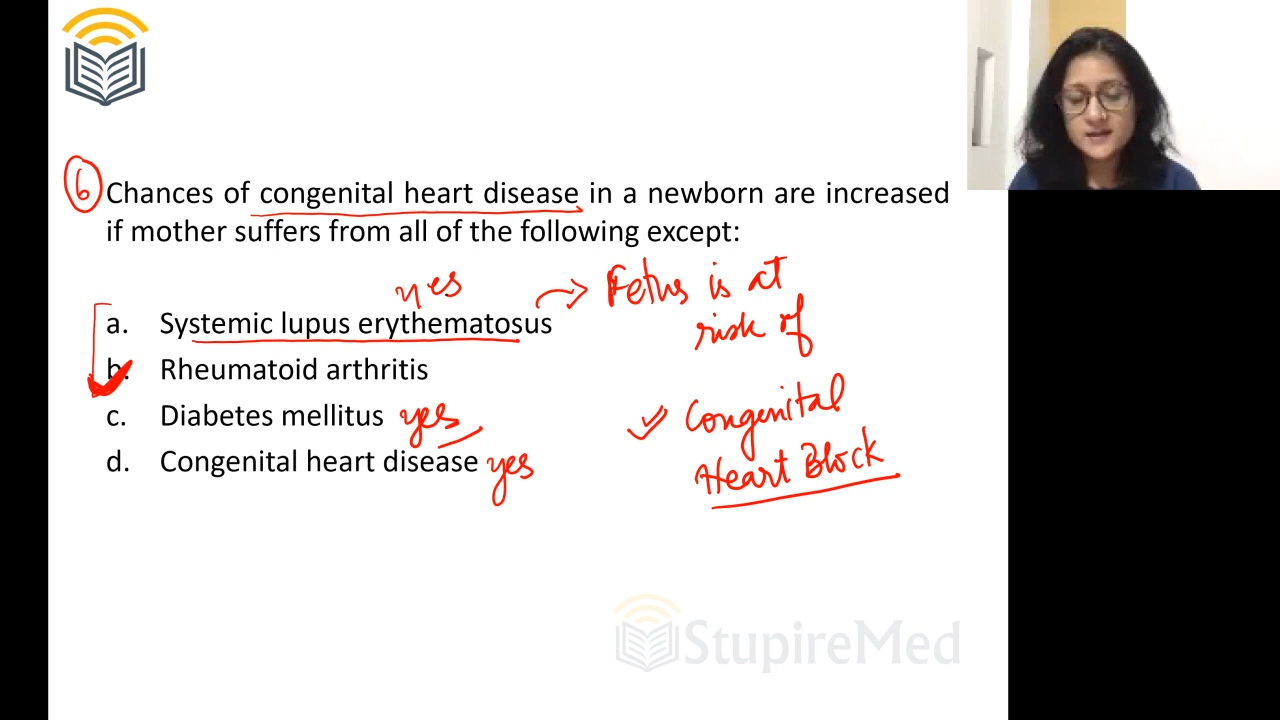 6
Chances of congenital heart disease in a newborn are increased
if mother suffers from all of the following except:
yes
Fetus is at
a. Systemic lupus erythematosus
risk of
b. Rheumatoid arthritis
c. Diabetes mellitus yes
Congenital
d. Congenital heart disease yes
Heart Block
StupireMed